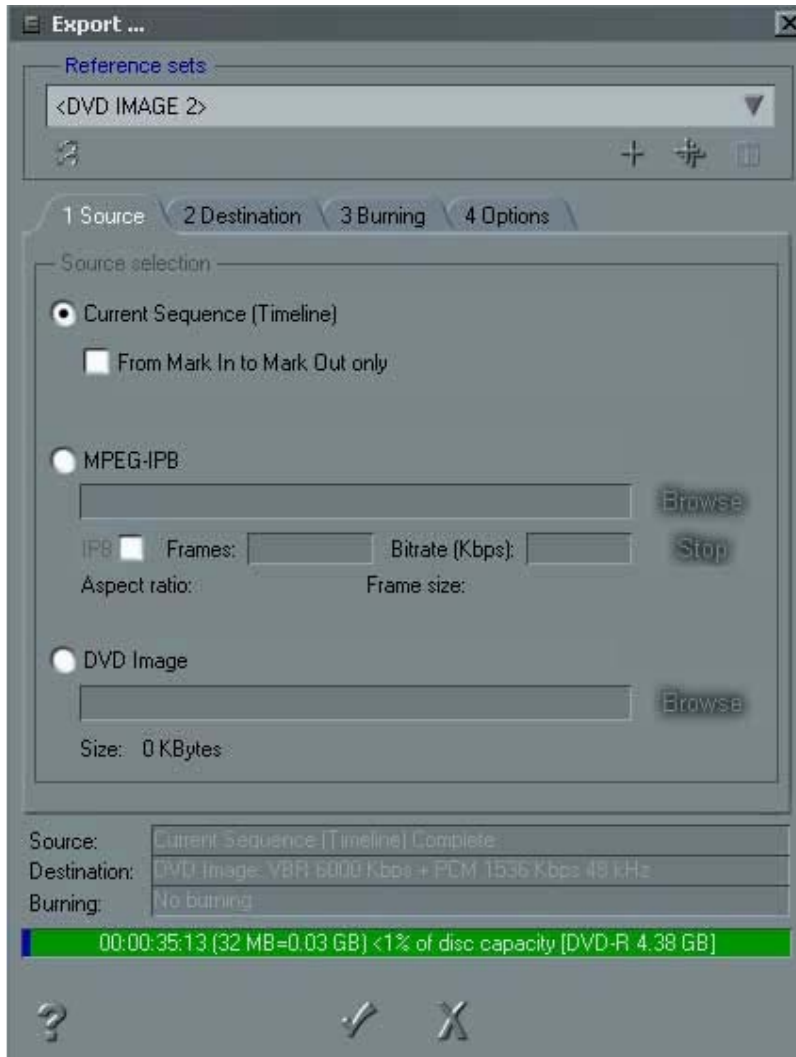 Export ...
Reference sets
<DVD IMAGE 2>
1 Source 2 Destination 3 Burning 4 Options
Source selection
Current Sequence (Timeline)
From Mark In to Mark Out only
MPEG-IPB
Browse
IPB Frames: Bitrate (Kbps): Stop
Aspect ratio: Frame size:
DVD Image
Browse
Size: 0 KBytes
Source: Current Sequence (Timeline) Complete
Destination: DVD Image: VBR 6000 Kbps + PCM 1536 Kbps 48 kHz
Burning: No burning
00:00:35:13 (32 MB=0.03 GB) <1% of disc capacity [DVD-R 4.38 GB]